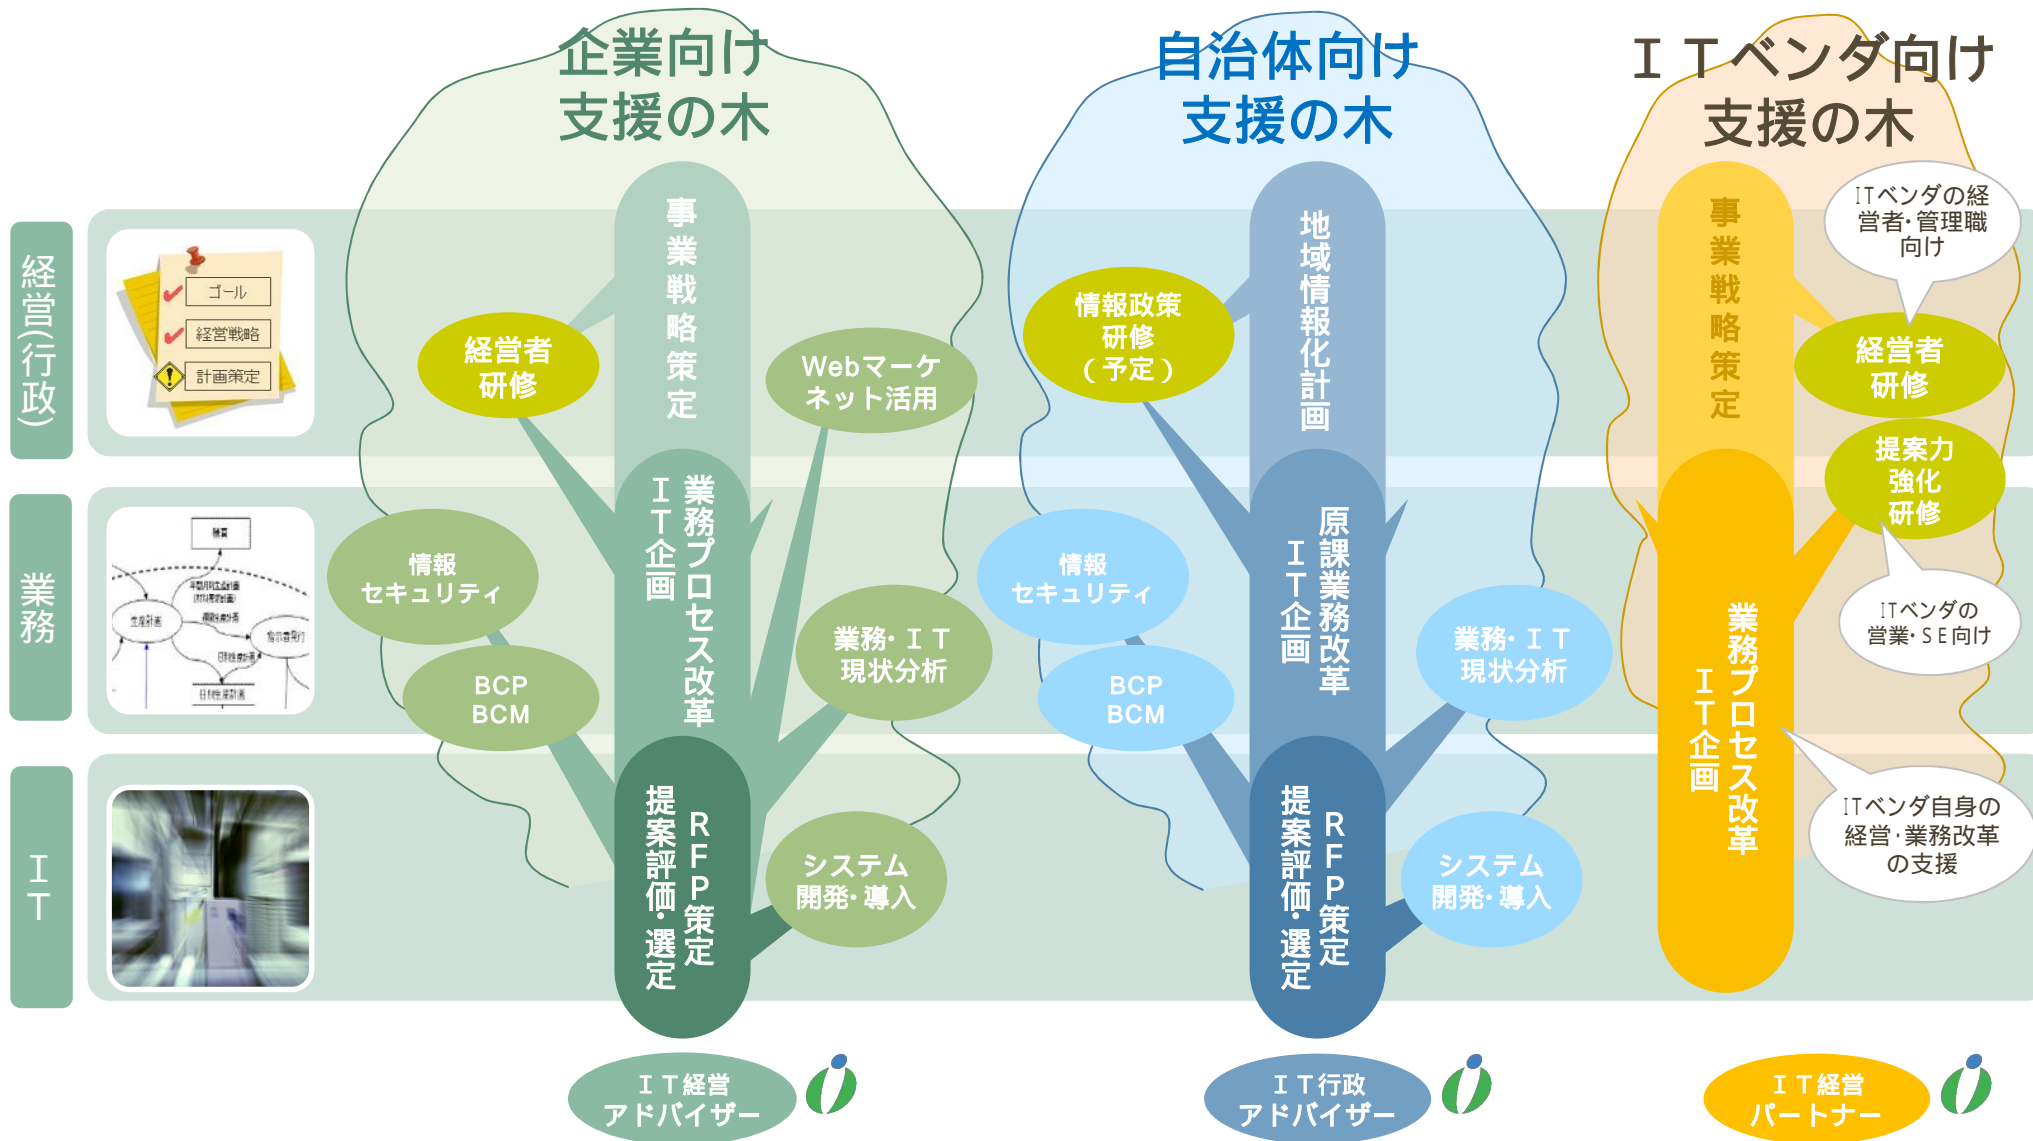 企業向け
支援の木
自治体向け
支援の木
ＩＴベンダ向け
支援の木
経営(行政)
ゴール
経営戦略
計画策定
事業戦略策定
経営者
研修
Webマーケ
ネット活用
地域情報化計画
情報政策
研修
（予定）
事業戦略策定
ITベンダの経
営者・管理職
向け
経営者
研修
提案力
強化
研修
業務
生産計画
業務プロセス改革
ＩＴ企画
情報
セキュリティ
BCP
BCM
業務・ＩＴ
現状分析
原課業務改革
ＩＴ企画
情報
セキュリティ
BCP
BCM
業務・ＩＴ
現状分析
業務プロセス改革
ＩＴ企画
ITベンダの
営業・SE向け
ＩＴ
ＲＦＰ策定
提案評価・選定
システム
開発・導入
ＲＦＰ策定
提案評価・選定
システム
開発・導入
ITベンダ自身の
経営・業務改革
の支援
ＩＴ経営
アドバイザー
ＩＴ行政
アドバイザー
ＩＴ経営
パートナー